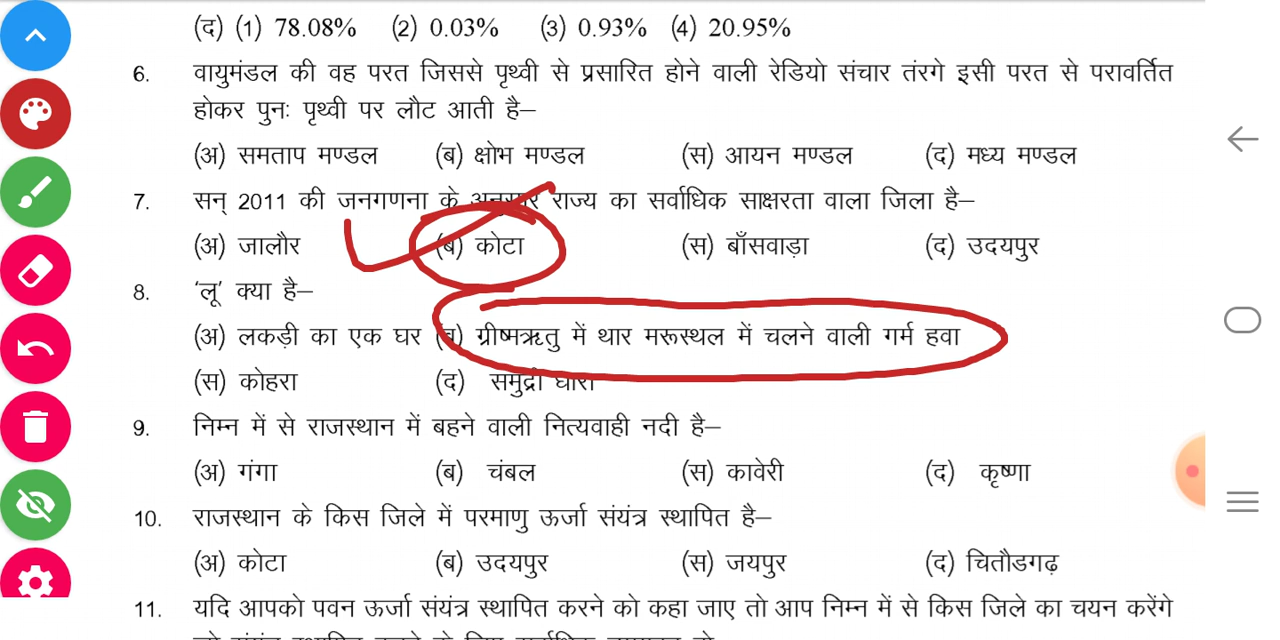 (द) (1) 78.08% (2) 0.03% (3) 0.93% (4) 20.95%
6. वायुमंडल की वह परत जिससे पृथ्वी से प्रसारित होने वाली रेडियो संचार तंरगे इसी परत से परावर्तित
होकर पुनः पृथ्वी पर लौट आती है–
(अ) समताप मण्डल (ब) क्षोभ मण्डल (स) आयन मण्डल (द) मध्य मण्डल
7. सन् 2011 की जनगणना के अनुसार राज्य का सर्वाधिक साक्षरता वाला जिला है–
(अ) जालौर (ब) कोटा (स) बाँसवाड़ा (द) उदयपुर
8. 'लू' क्या है–
(अ) लकड़ी का एक घर (ब) ग्रीष्मऋतु में थार मरूस्थल में चलने वाली गर्म हवा
(स) कोहरा (द) समुद्री धारा
9. निम्न में से राजस्थान में बहने वाली नित्यवाही नदी है–
(अ) गंगा (ब) चंबल (स) कावेरी (द) कृष्णा
10. राजस्थान के किस जिले में परमाणु ऊर्जा संयंत्र स्थापित है–
(अ) कोटा (ब) उदयपुर (स) जयपुर (द) चितौडगढ़
11. यदि आपको पवन ऊर्जा संयंत्र स्थापित करने को कहा जाए तो आप निम्न में से किस जिले का चयन करेंगे